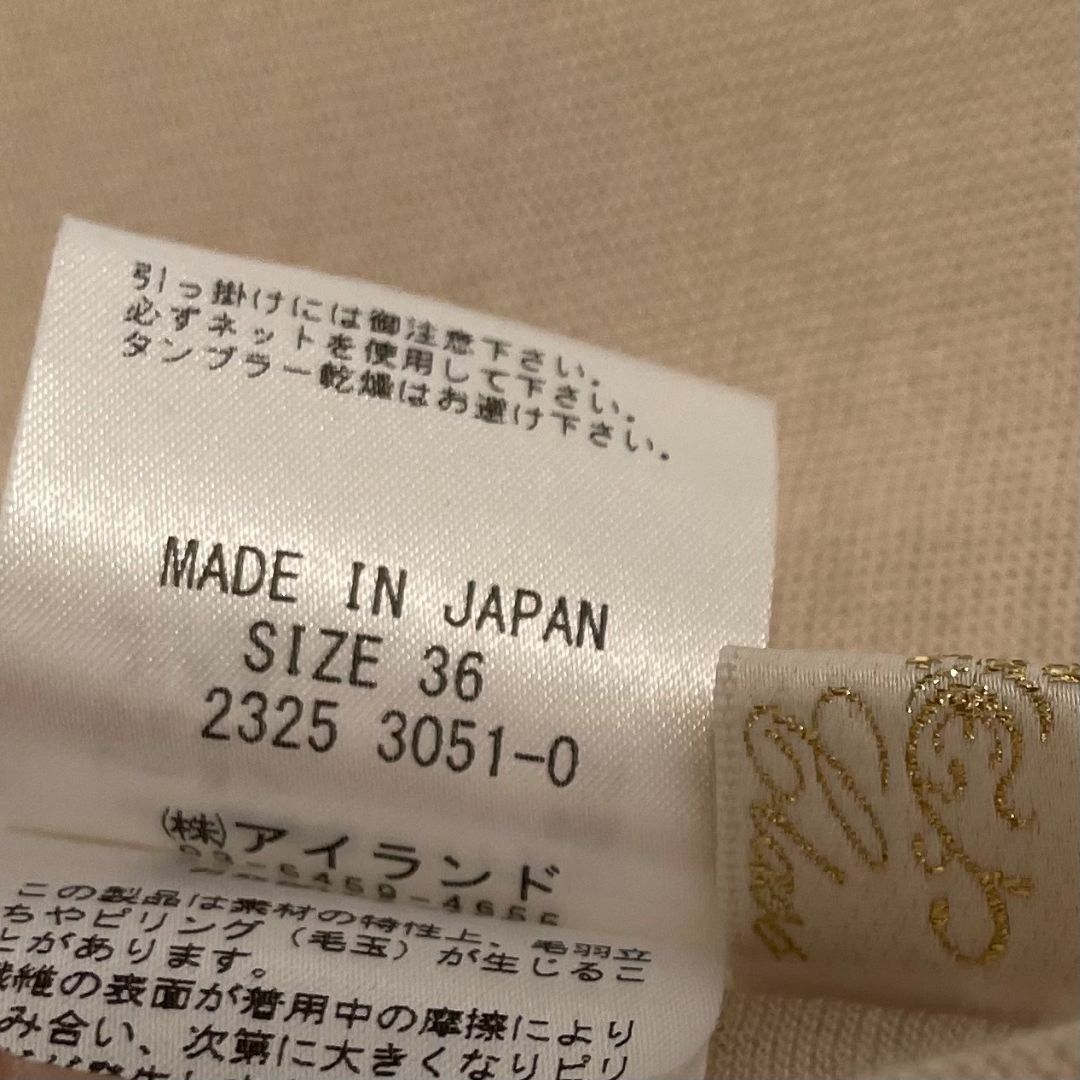 引っ掛けには御注意下さい。
必ずネットを使用して下さい。
タンブラー乾燥はお避け下さい。
MADE IN JAPAN
SIZE 36
2325 3051-0
㈱アイランド
03-5459-4655
この製品は素材の特性上、毛羽立
ちやピリング（毛玉）が生じるこ
とがあります。
繊維の表面が着用中の摩擦により
み合い、次第に大きくなりピリ